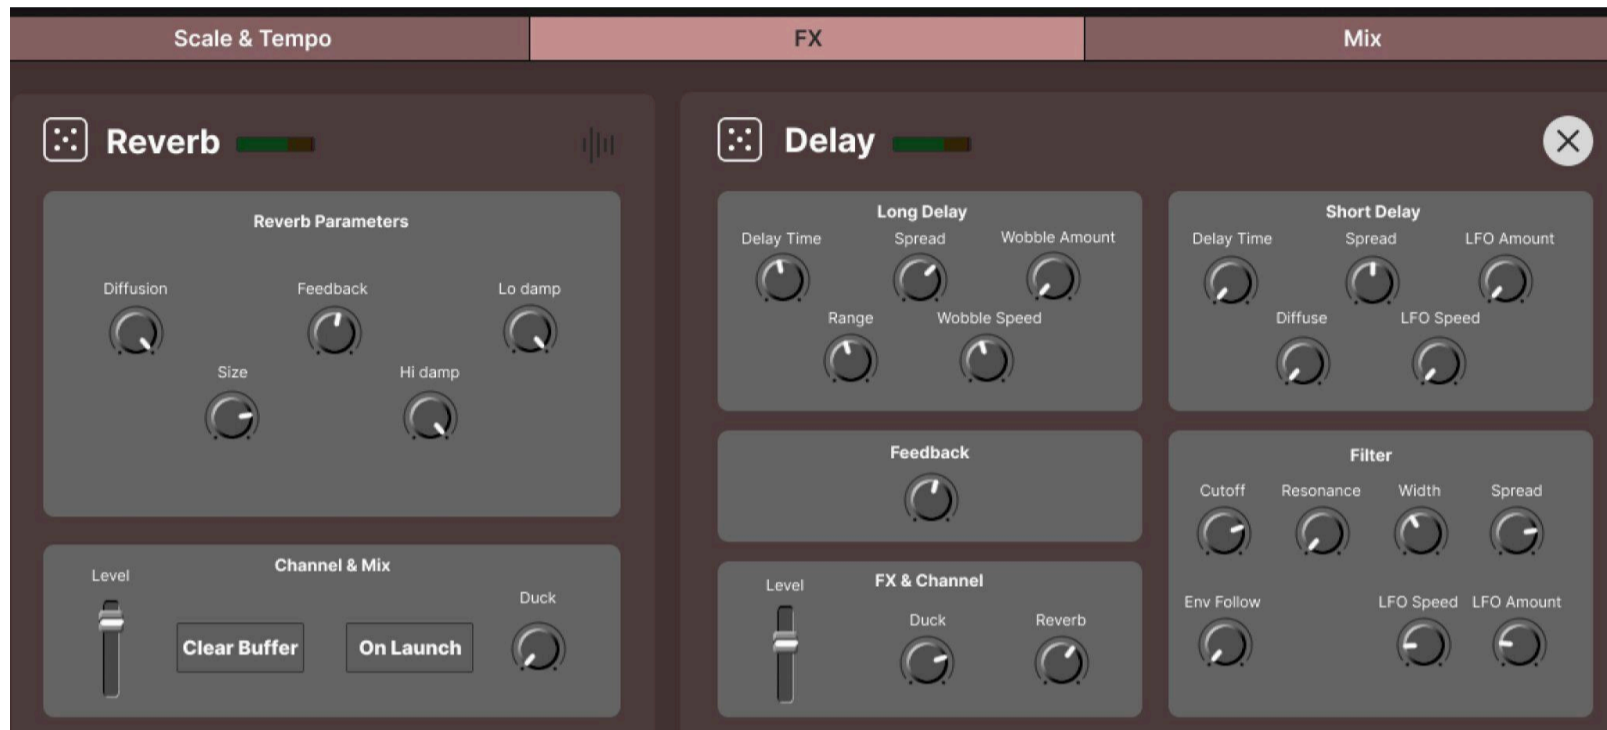 Scale & Tempo
FX
Mix
Reverb
Reverb Parameters
Diffusion
Feedback
Lo damp
Size
Hi damp
Channel & Mix
Level
Clear Buffer
On Launch
Duck
Delay
Long Delay
Delay Time
Spread
Wobble Amount
Range
Wobble Speed
Short Delay
Delay Time
Spread
LFO Amount
Diffuse
LFO Speed
Feedback
FX & Channel
Level
Duck
Reverb
Filter
Cutoff
Resonance
Width
Spread
Env Follow
LFO Speed
LFO Amount